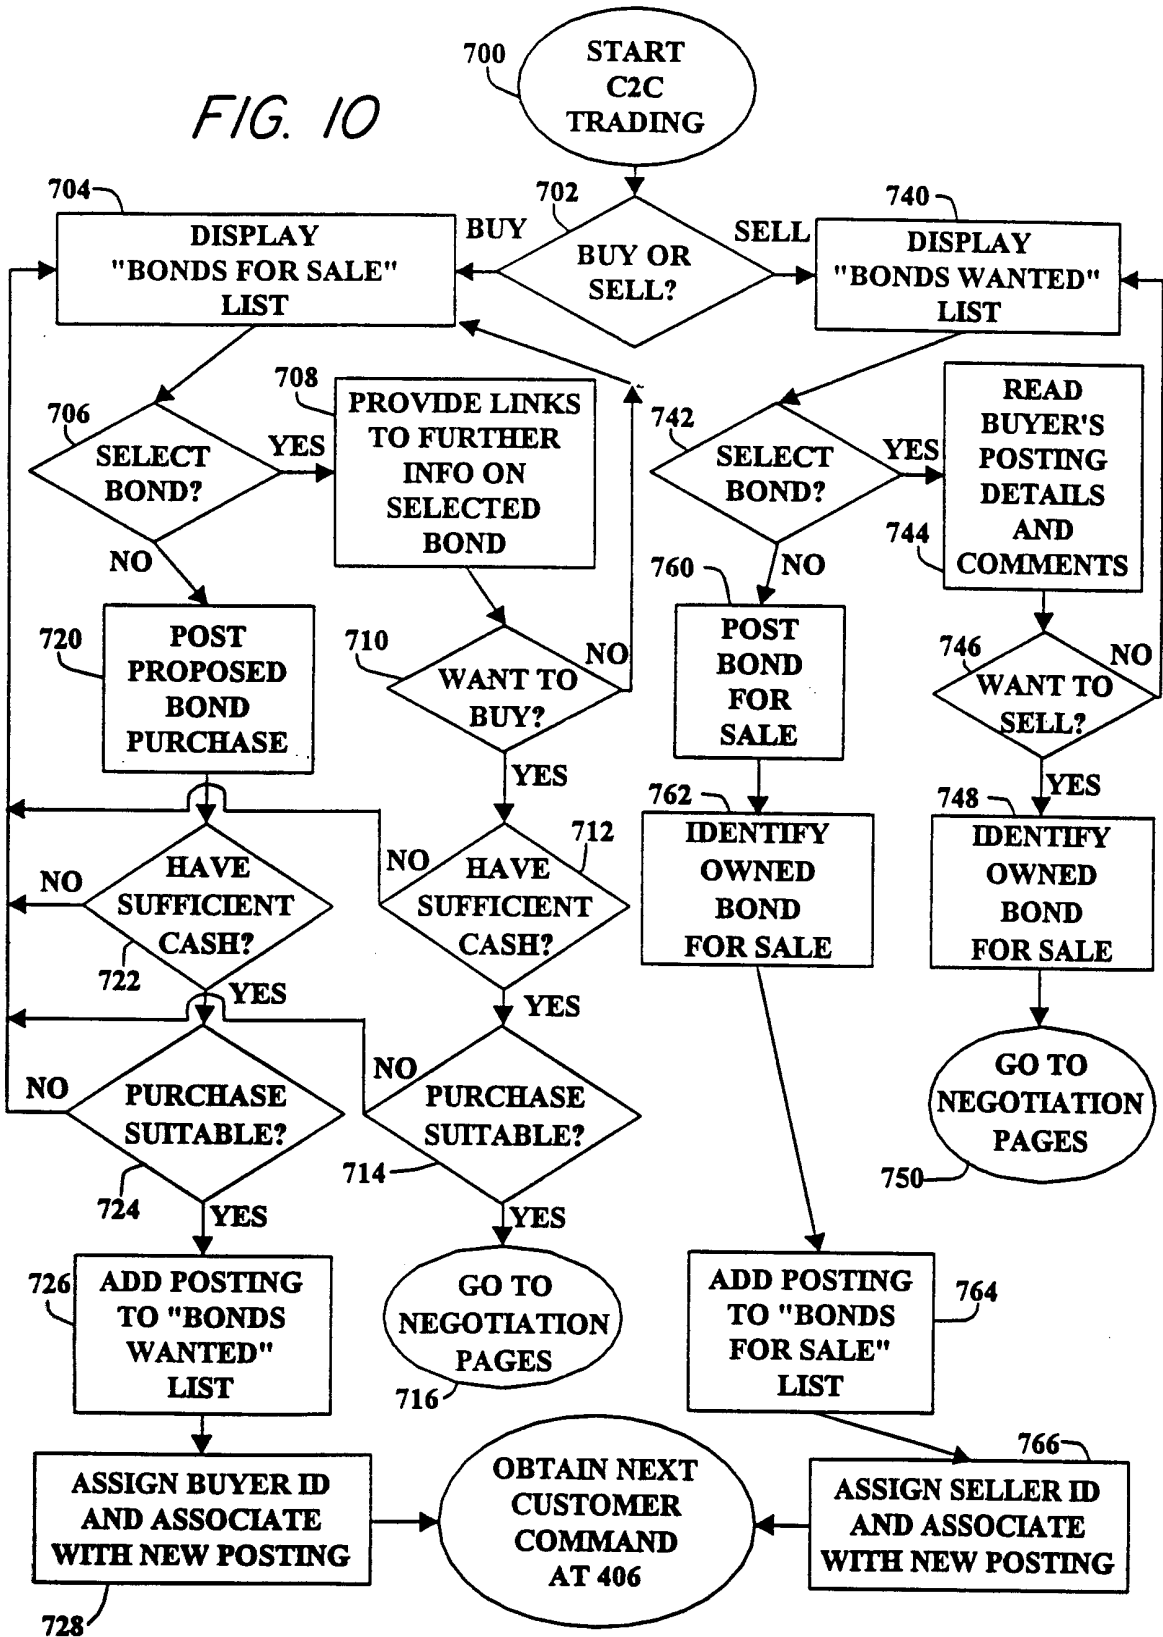 FIG. 10
700
START
C2C
TRADING
702
BUY OR
SELL?
BUY
SELL
704
DISPLAY
"BONDS FOR SALE"
LIST
740
DISPLAY
"BONDS WANTED"
LIST
706
SELECT
BOND?
YES
NO
708
PROVIDE LINKS
TO FURTHER
INFO ON
SELECTED
BOND
742
SELECT
BOND?
YES
NO
744
READ
BUYER'S
POSTING
DETAILS
AND
COMMENTS
720
POST
PROPOSED
BOND
PURCHASE
710
WANT TO
BUY?
NO
YES
760
POST
BOND
FOR
SALE
746
WANT TO
SELL?
NO
YES
722
HAVE
SUFFICIENT
CASH?
NO
YES
712
HAVE
SUFFICIENT
CASH?
NO
YES
762
IDENTIFY
OWNED
BOND
FOR SALE
748
IDENTIFY
OWNED
BOND
FOR SALE
724
PURCHASE
SUITABLE?
NO
YES
714
PURCHASE
SUITABLE?
NO
YES
750
GO TO
NEGOTIATION
PAGES
726
ADD POSTING
TO "BONDS
WANTED"
LIST
716
GO TO
NEGOTIATION
PAGES
764
ADD POSTING
TO "BONDS
FOR SALE"
LIST
728
ASSIGN BUYER ID
AND ASSOCIATE
WITH NEW POSTING
OBTAIN NEXT
CUSTOMER
COMMAND
AT 406
766
ASSIGN SELLER ID
AND ASSOCIATE
WITH NEW POSTING